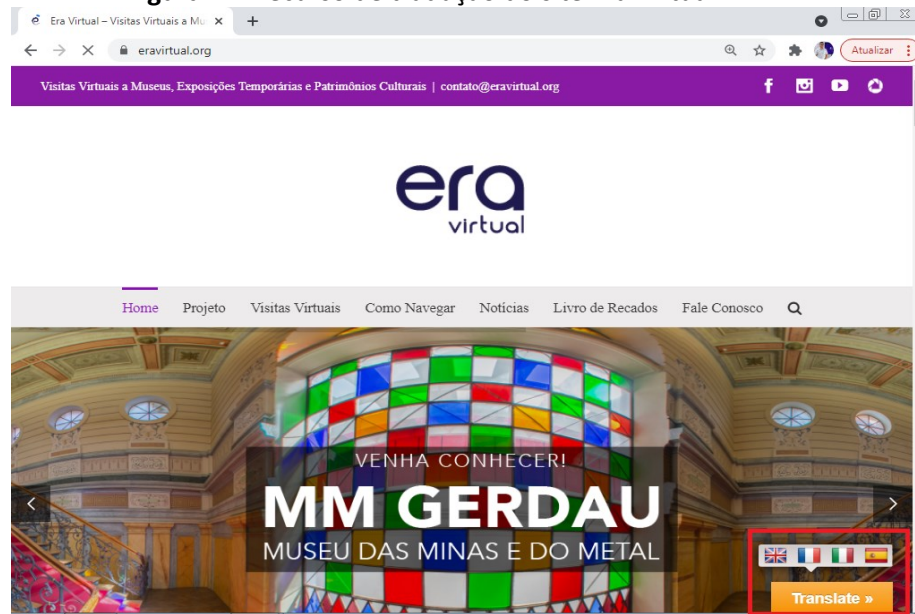 Era Virtual – Visitas Virtuais a Mu
eravirtual.org
Atualizar
Visitas Virtuais a Museus, Exposições Temporárias e Patrimônios Culturais | contato@eravirtual.org
era
virtual
Home Projeto Visitas Virtuais Como Navegar Notícias Livro de Recados Fale Conosco
VENHA CONHECER!
MM GERDAU
MUSEU DAS MINAS E DO METAL
Translate »